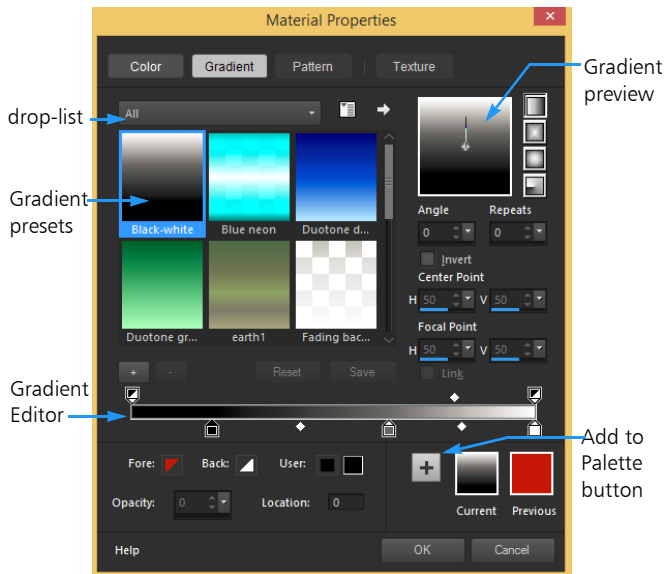 Material Properties
Color
Gradient
Pattern
Texture
Gradient
preview
drop-list
All
Gradient
presets
Black-white
Blue neon
Duotone d...
Duotone gr...
earth1
Fading bac...
Angle
Repeats
0
0
Invert
Center Point
H 50 V 50
Focal Point
H 50 V 50
Link
+
-
Reset
Save
Gradient
Editor
Fore:
Back:
User:
Opacity: 0
Location: 0
+
Current
Previous
Add to
Palette
button
Help
OK
Cancel